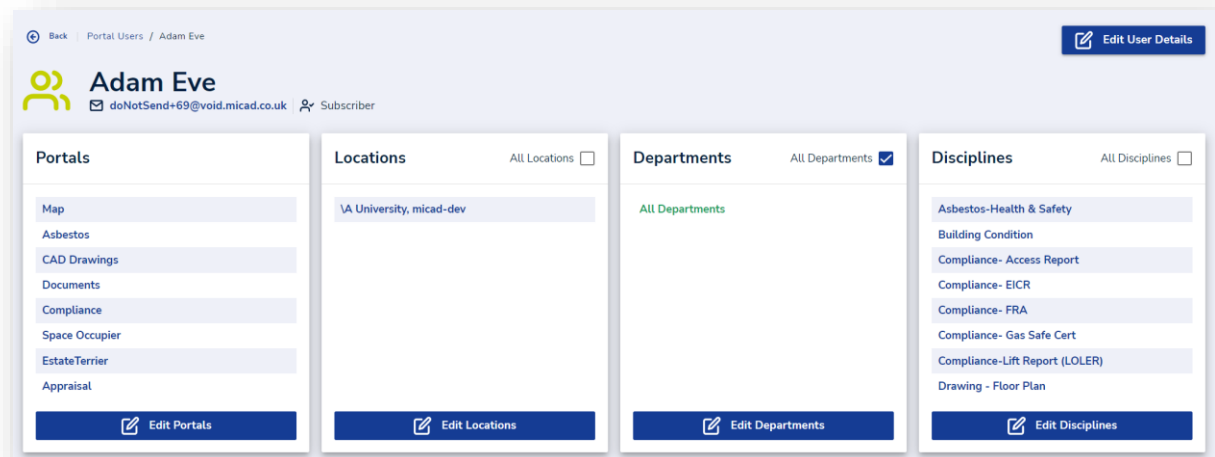 Back Portal Users / Adam Eve
Edit User Details
Adam Eve
doNotSend+69@void.micad.co.uk Subscriber
Portals
Map
Asbestos
CAD Drawings
Documents
Compliance
Space Occupier
EstateTerrier
Appraisal
Edit Portals
Locations All Locations
\A University, micad-dev
Edit Locations
Departments All Departments
All Departments
Edit Departments
Disciplines All Disciplines
Asbestos-Health & Safety
Building Condition
Compliance- Access Report
Compliance- EICR
Compliance- FRA
Compliance- Gas Safe Cert
Compliance-Lift Report (LOLER)
Drawing - Floor Plan
Edit Disciplines